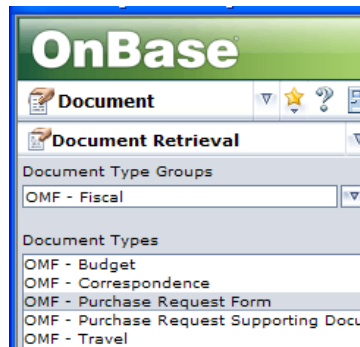 OnBase
Document
Document Retrieval
Document Type Groups
OMF - Fiscal
Document Types
OMF - Budget
OMF - Correspondence
OMF - Purchase Request Form
OMF - Purchase Request Supporting Docu
OMF - Travel